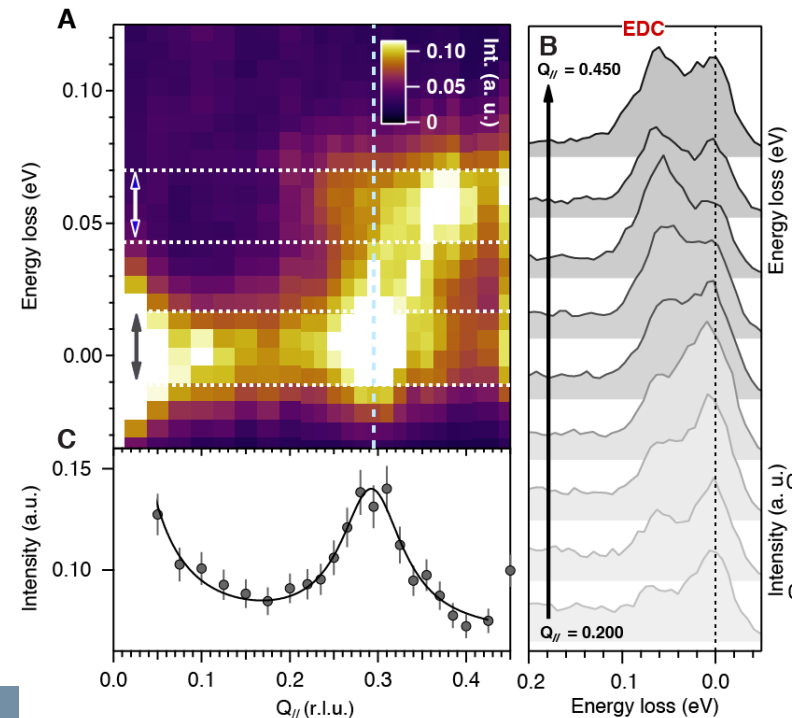 A
Int. (a. u.)
0.10
0.05
0
Energy loss (eV)
0.10
0.05
0.00
C
Intensity (a.u.)
0.15
0.10
0.0
0.1
0.2
0.3
0.4
Q// (r.l.u.)
EDC
B
Q// = 0.450
Q// = 0.200
0.2
0.1
0.0
Energy loss (eV)
Energy loss (eV)
Intensity (a. u.)